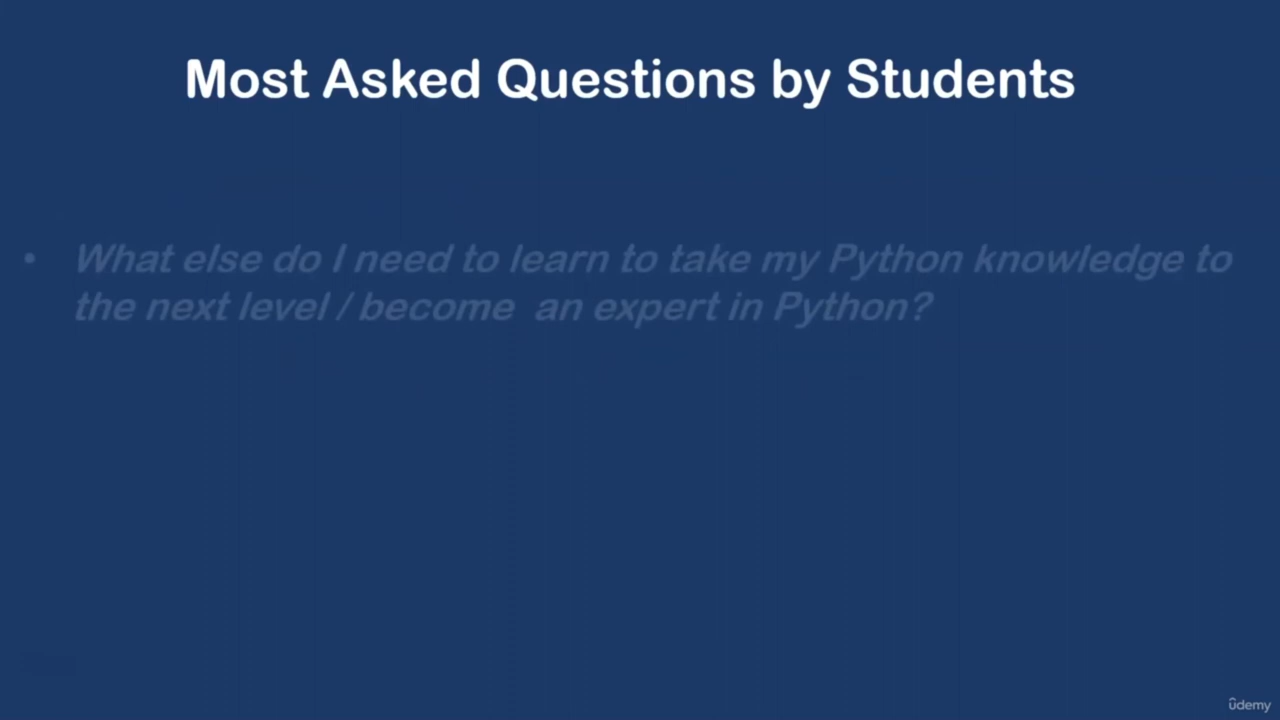 Most Asked Questions by Students
• What else do I need to learn to take my Python knowledge to
the next level / become an expert in Python?
ûdemy